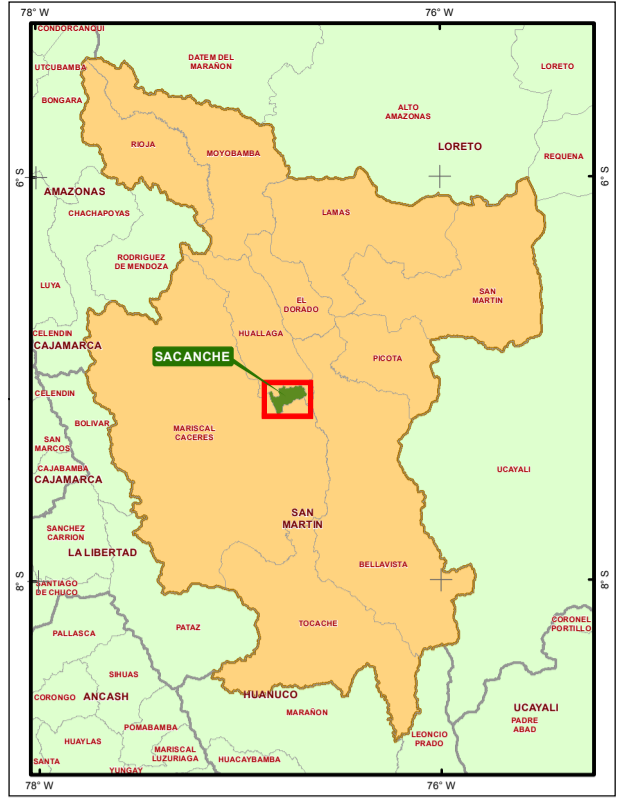 78° W
76° W
CONDORCANQUI
DATEM DEL
MARAÑON
UTCUBAMBA
LORETO
BONGARA
ALTO
AMAZONAS
RIOJA
LORETO
MOYOBAMBA
REQUENA
6° S
6° S
AMAZONAS
CHACHAPOYAS
LAMAS
RODRIGUEZ
DE MENDOZA
LUYA
SAN
MARTIN
EL
DORADO
CELENDIN
HUALLAGA
CAJAMARCA
SACANCHE
PICOTA
CELENDIN
BOLIVAR
MARISCAL
CACERES
SAN
MARCOS
CAJABAMBA
UCAYALI
CAJAMARCA
SAN
MARTIN
SANCHEZ
CARRION
LA LIBERTAD
BELLAVISTA
8° S
8° S
SANTIAGO
DE CHUCO
TOCACHE
CORONEL
PORTILLO
PALLASCA
PATAZ
SIHUAS
CORONGO
ANCASH
HUANUCO
MARAÑON
UCAYALI
PADRE
ABAD
POMABAMBA
LEONCIO
PRADO
HUAYLAS
MARISCAL
LUZURIAGA
HUACAYBAMBA
SANTA
YUNGAY
78° W
76° W